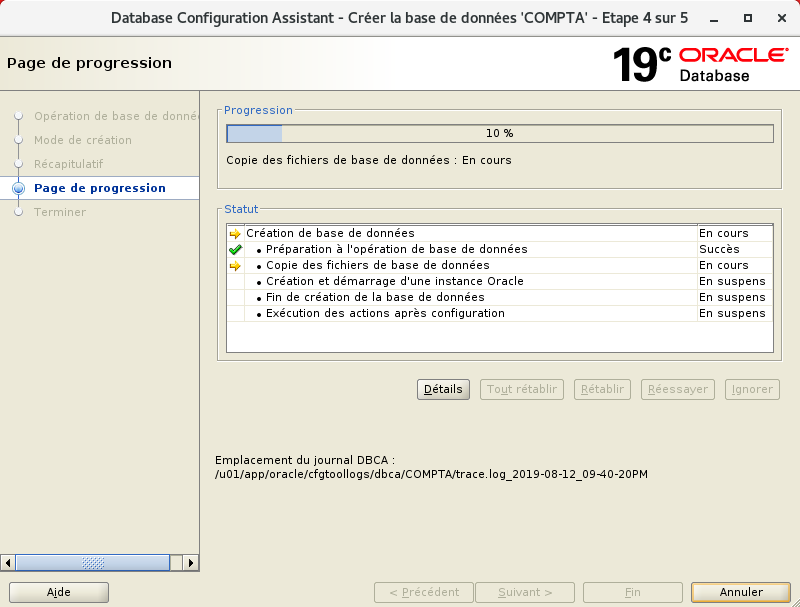 Database Configuration Assistant - Créer la base de données 'COMPTA' - Etape 4 sur 5
Page de progression
19c ORACLE
Database
Opération de base de donné
Mode de création
Récapitulatif
Page de progression
Terminer
Progression
10 %
Copie des fichiers de base de données : En cours
Statut
Création de base de données En cours
Préparation à l'opération de base de données Succès
Copie des fichiers de base de données En cours
Création et démarrage d'une instance Oracle En suspens
Fin de création de la base de données En suspens
Exécution des actions après configuration En suspens
Détails Tout rétablir Rétablir Réessayer Ignorer
Emplacement du journal DBCA :
/u01/app/oracle/cfgtoollogs/dbca/COMPTA/trace.log_2019-08-12_09-40-20PM
Aide < Précédent Suivant > Fin Annuler